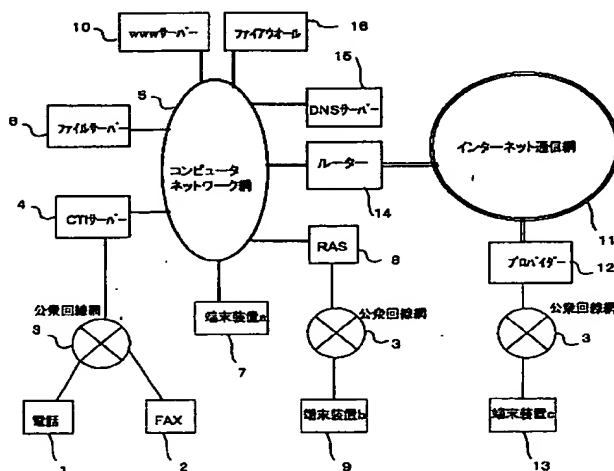 10
wwwサーバー
ファイアウオール
16
5
15
DNSサーバー
6
ファイルサーバー
コンピュータ
ネットワーク網
ルーター
14
インターネット通信網
11
4
CTIサーバー
RAS
8
プロバイダー
12
公衆回線網
3
端末装置a
7
公衆回線網
3
公衆回線網
3
電話
1
FAX
2
端末装置b
9
端末装置c
13